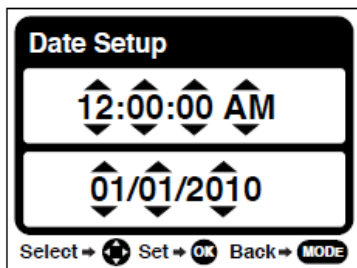 Date Setup
12:00:00 AM
01/01/2010
Select → Set → OK Back → MODE